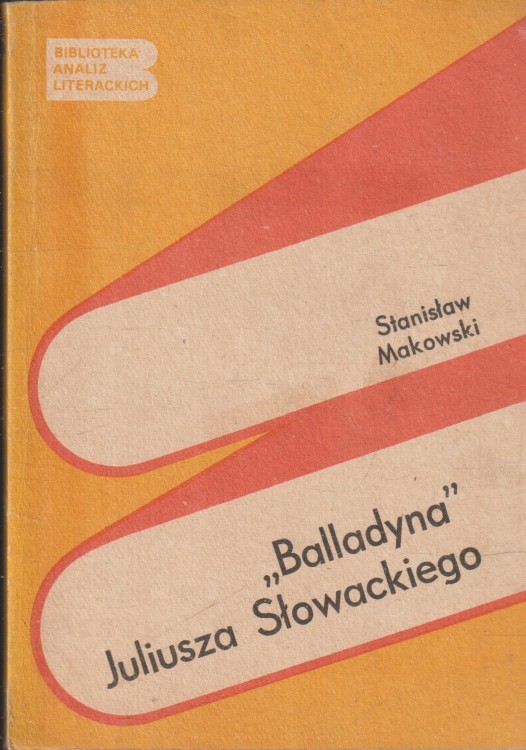 BIBLIOTEKA
ANALIZ
LITERACKICH
Stanisław
Makowski
„Balladyna”
Juliusza Słowackiego